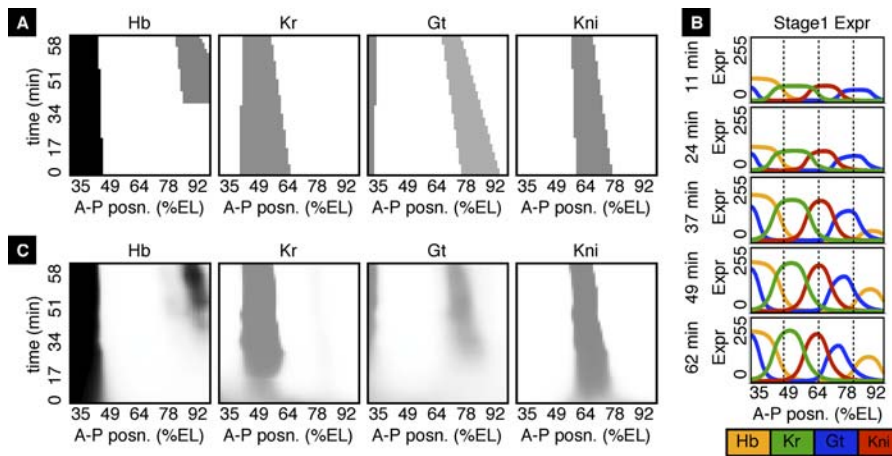 A
Hb Kr Gt Kni
time (min)
58
51
34
17
0
35 49 64 78 92 35 49 64 78 92 35 49 64 78 92 35 49 64 78 92
A-P posn. (%EL) A-P posn. (%EL) A-P posn. (%EL) A-P posn. (%EL)
C
Hb Kr Gt Kni
time (min)
58
51
34
17
0
35 49 64 78 92 35 49 64 78 92 35 49 64 78 92 35 49 64 78 92
A-P posn. (%EL) A-P posn. (%EL) A-P posn. (%EL) A-P posn. (%EL)
B
Stage1 Expr
11 min
Expr
0 255
24 min
Expr
0 255
37 min
Expr
0 255
49 min
Expr
0 255
62 min
Expr
0 255
35 49 64 78 92
A-P posn. (%EL)
Hb Kr Gt Kni